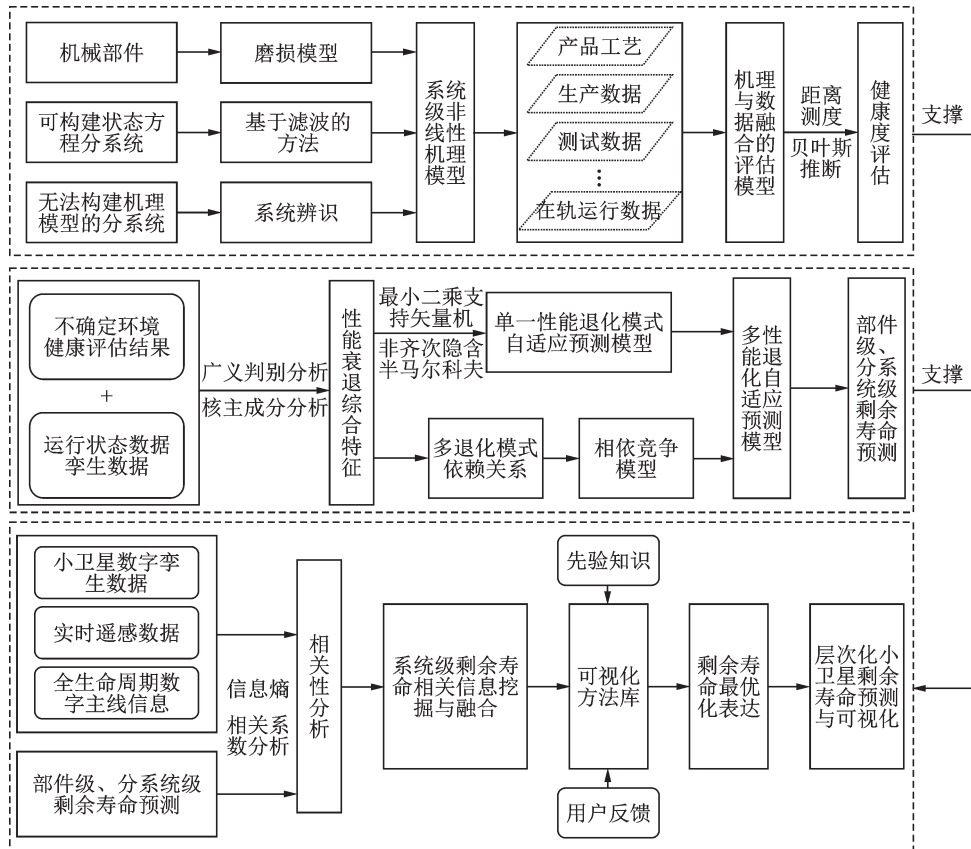 机械部件
磨损模型
可构建状态方
程分系统
基于滤波的
方法
无法构建机理
模型的分系统
系统辨识
系统
级非
线性
机理
模型
产品工艺
生产数据
测试数据
⋮
在轨运行数据
机理
与数
据融
合的
评估
模型
距离
测度
贝叶斯
推断
健
康
度
评
估
支撑
不确定环境
健康评估结果
+
运行状态数据
孪生数据
广义判别分析
核主成分分析
性
能
衰
退
综
合
特
征
最小二乘支
持矢量机
非齐次隐含
半马尔科夫
单一性能退化模式
自适应预测模型
多退化模式
依赖关系
相依竞争
模型
多性
能退
化自
适应
预测
模型
部件
级、
分系
统级
剩余
寿命
预测
支撑
小卫星数字孪
生数据
实时遥感数据
全生命周期数
字主线信息
部件级、分系统级
剩余寿命预测
信息熵
相关系
数分析
相
关
性
分
析
系统级剩余寿
命相关信息挖
掘与融合
先验知识
可视化
方法库
用户反馈
剩余寿
命最优
化表达
层次化小
卫星剩余
寿命预测
与可视化